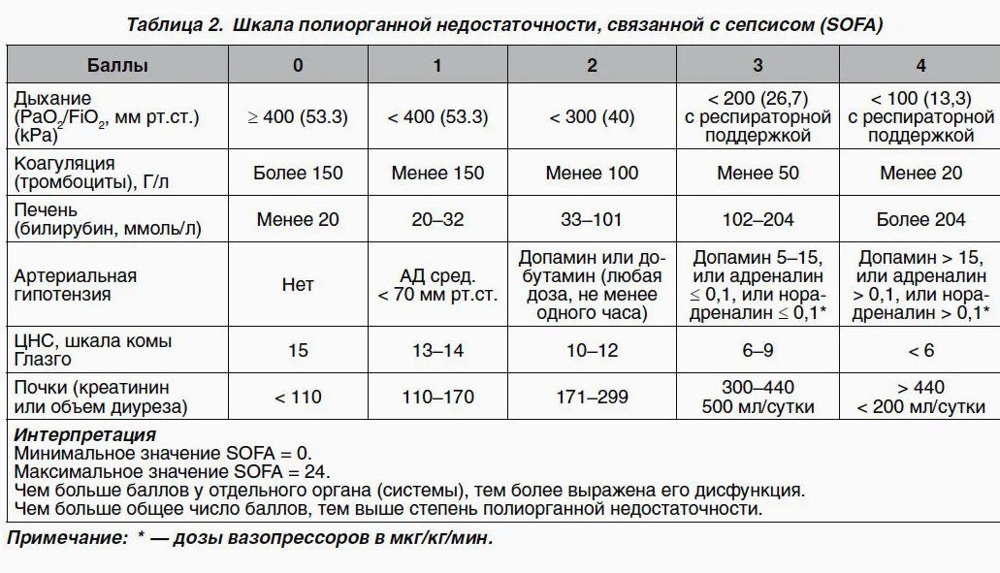 Таблица 2. Шкала полиорганной недостаточности, связанной с сепсисом (SOFA)
Баллы 0 1 2 3 4
Дыхание
(PaO2/FiO2, мм рт.ст.)
(kPa)
≥ 400 (53.3)
< 400 (53.3)
< 300 (40)
< 200 (26,7)
с респираторной
поддержкой
< 100 (13,3)
с респираторной
поддержкой
Коагуляция
(тромбоциты), Г/л
Более 150
Менее 150
Менее 100
Менее 50
Менее 20
Печень
(билирубин, ммоль/л)
Менее 20
20–32
33–101
102–204
Более 204
Артериальная
гипотензия
Нет
АД сред.
< 70 мм рт.ст.
Допамин или до-
бутамин (любая
доза, не менее
одного часа)
Допамин 5–15,
или адреналин
≤ 0,1, или нора-
дреналин ≤ 0,1*
Допамин > 15,
или адреналин
> 0,1, или нора-
дреналин > 0,1*
ЦНС, шкала комы
Глазго
15
13–14
10–12
6–9
< 6
Почки (креатинин
или объем диуреза)
< 110
110–170
171–299
300–440
500 мл/сутки
> 440
< 200 мл/сутки
Интерпретация
Минимальное значение SOFA = 0.
Максимальное значение SOFA = 24.
Чем больше баллов у отдельного органа (системы), тем более выражена его дисфункция.
Чем больше общее число баллов, тем выше степень полиорганной недостаточности.
Примечание: * — дозы вазопрессоров в мкг/кг/мин.